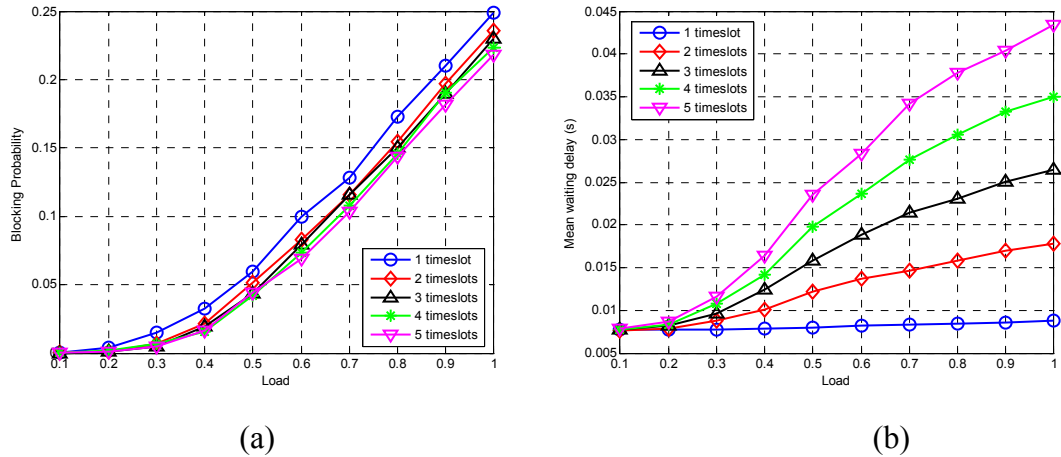 0.25
0.2
0.15
0.1
0.05
Blocking Probability
0.1 0.2 0.3 0.4 0.5 0.6 0.7 0.8 0.9 1
Load
1 timeslot
2 timeslots
3 timeslots
4 timeslots
5 timeslots
(a)
0.045
0.04
0.035
0.03
0.025
0.02
0.015
0.01
0.005
Mean waiting delay (s)
0.1 0.2 0.3 0.4 0.5 0.6 0.7 0.8 0.9 1
Load
1 timeslot
2 timeslots
3 timeslots
4 timeslots
5 timeslots
(b)